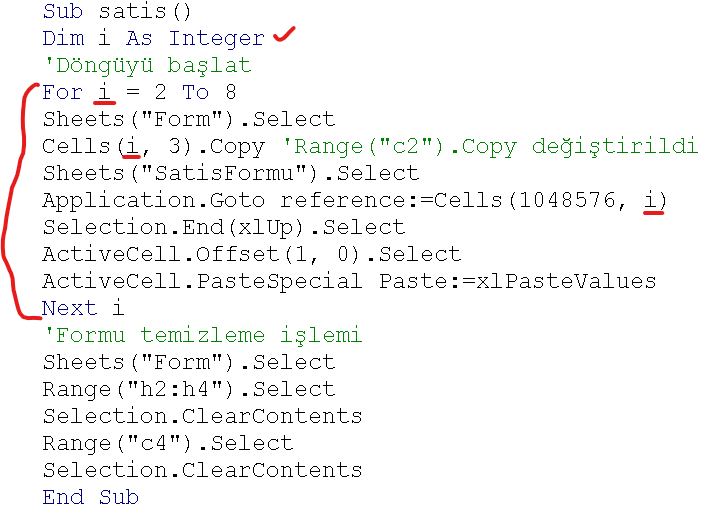 Sub satis()
Dim i As Integer
'Döngüyü başlat
For i = 2 To 8
Sheets("Form").Select
Cells(i, 3).Copy 'Range("c2").Copy değiştirildi
Sheets("SatisFormu").Select
Application.Goto reference:=Cells(1048576, i)
Selection.End(xlUp).Select
ActiveCell.Offset(1, 0).Select
ActiveCell.PasteSpecial Paste:=xlPasteValues
Next i
'Formu temizleme işlemi
Sheets("Form").Select
Range("h2:h4").Select
Selection.ClearContents
Range("c4").Select
Selection.ClearContents
End Sub